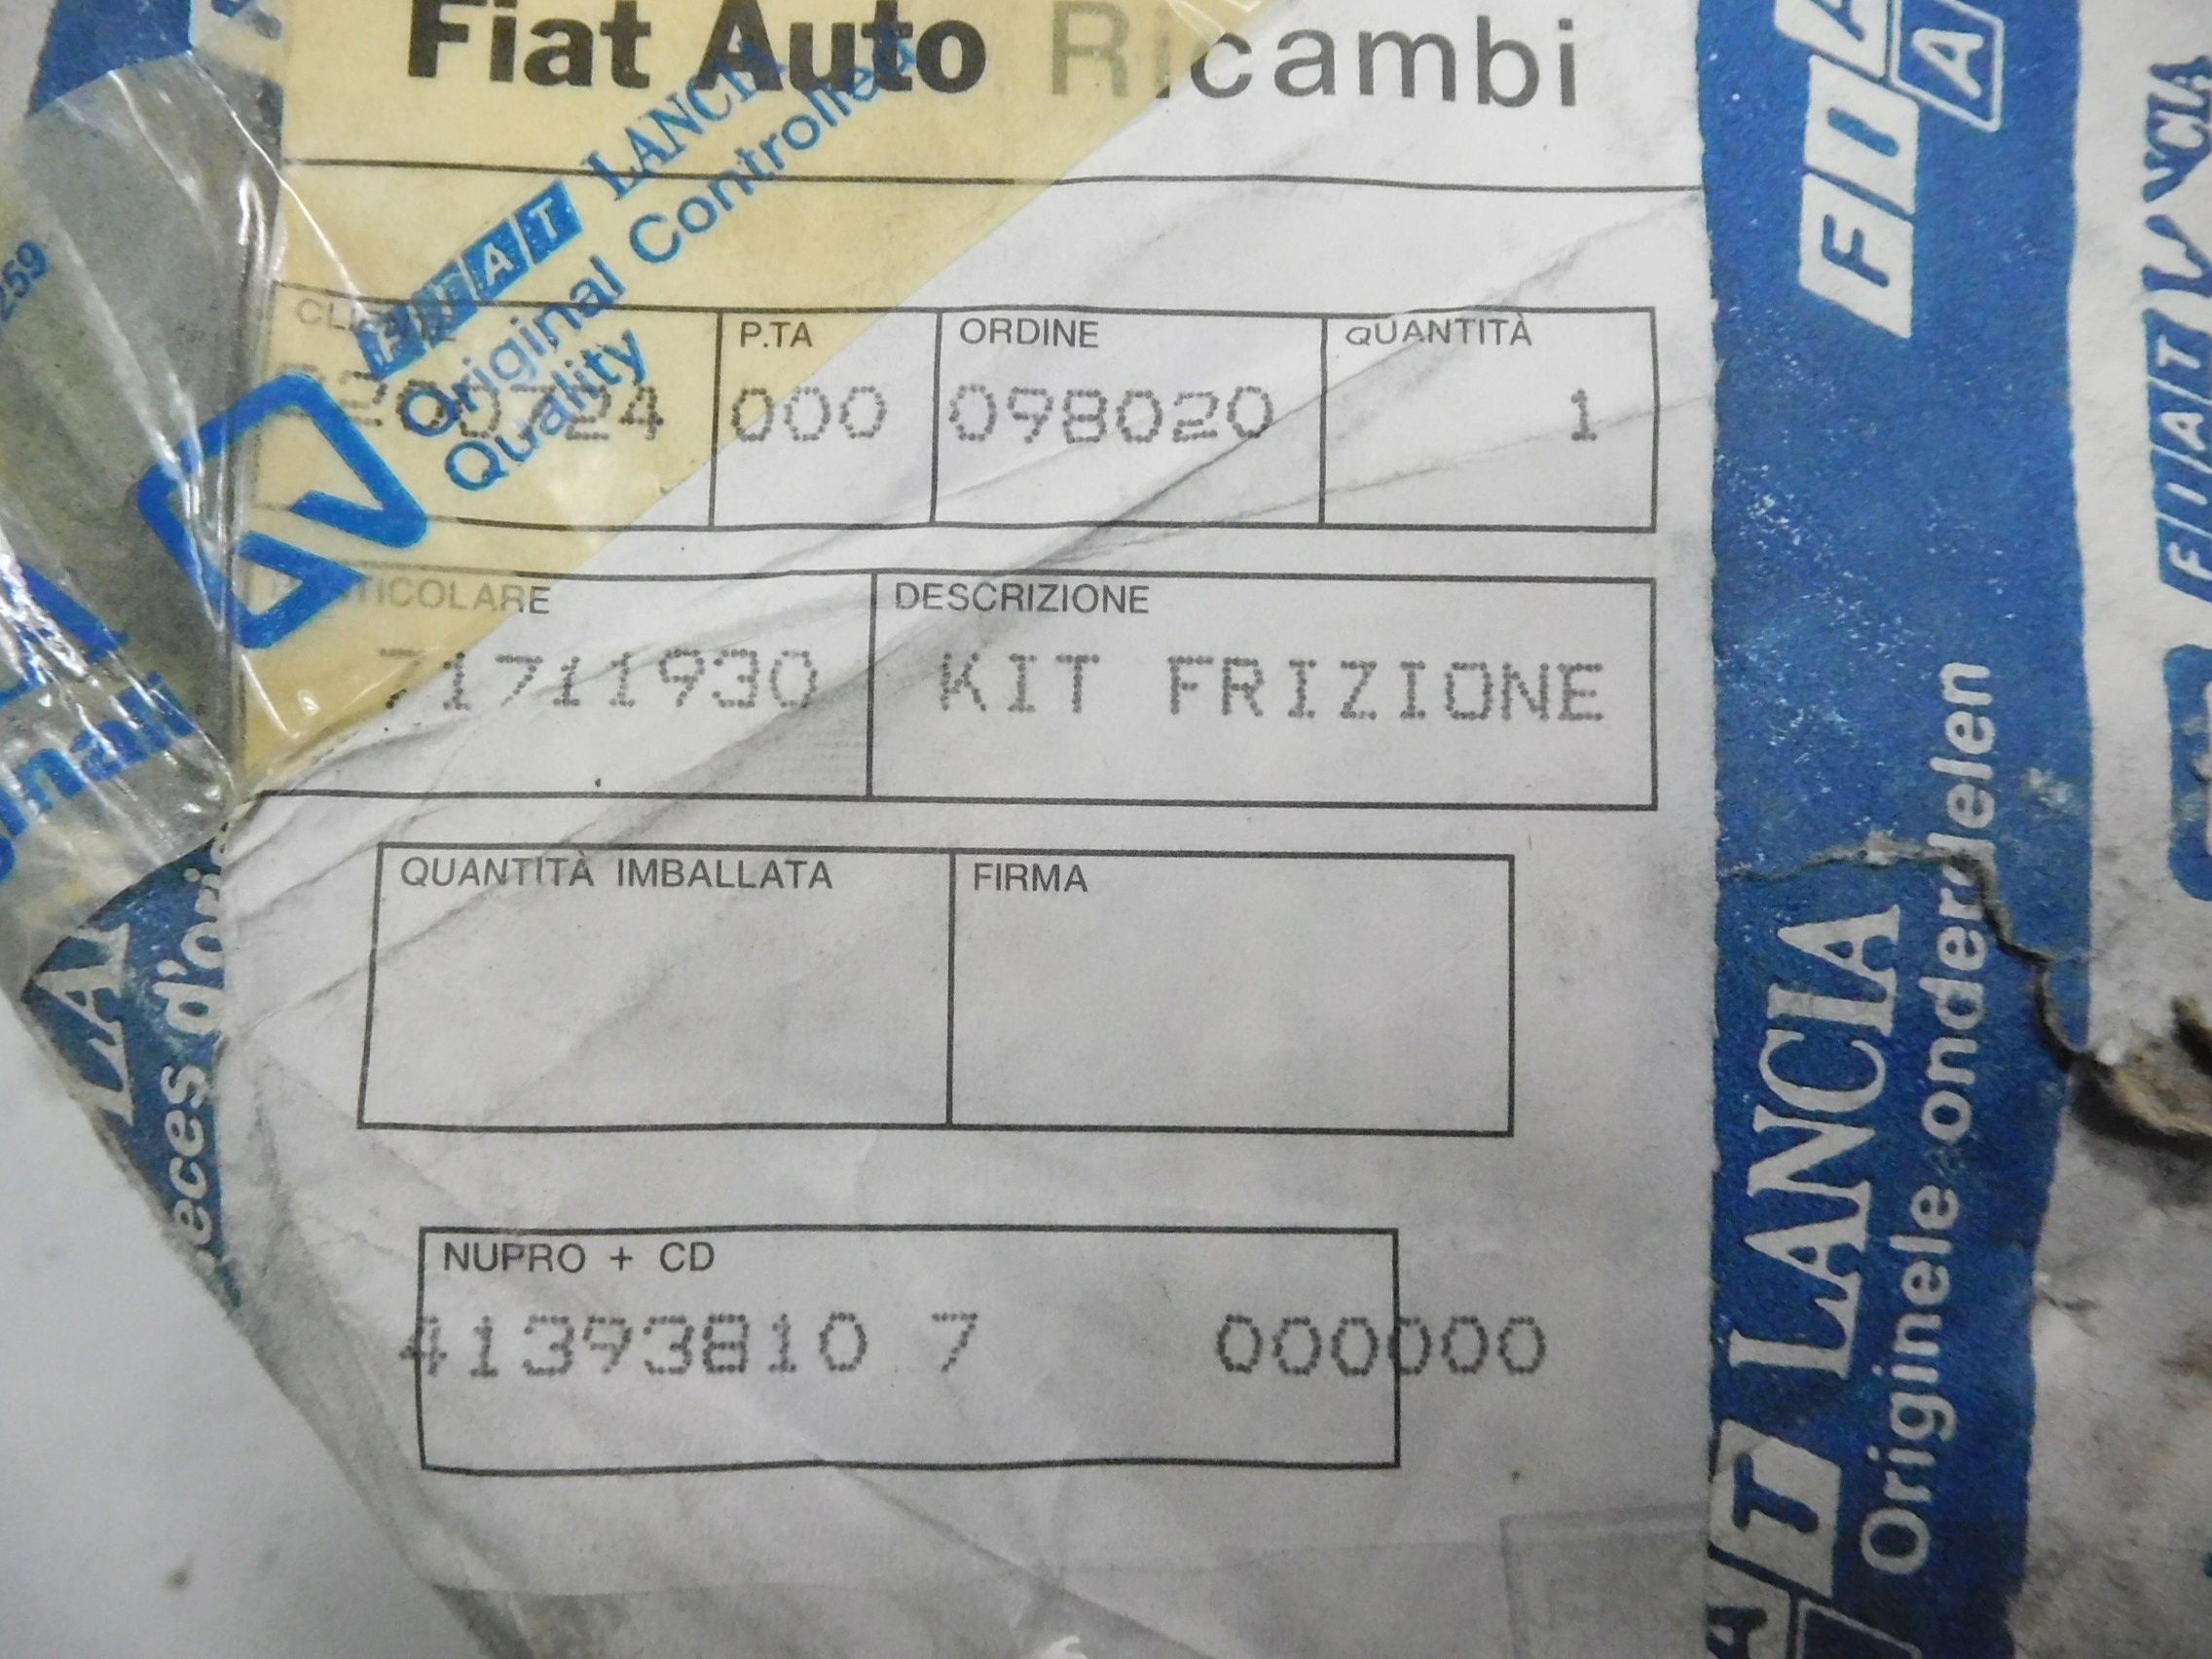 Fiat Auto Ricambi
FIAT LANCIA
Original Controlled
Quality
P.TA ORDINE QUANTITÀ
000 098020 1
DESCRIZIONE
71711930 KIT FRIZIONE
QUANTITÀ IMBALLATA FIRMA
NUPRO + CD
41393810 7 000000
LANCIA
Originele onderdelen
FIAT
259